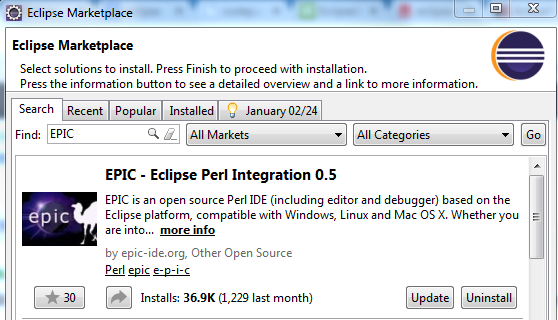 Eclipse Marketplace
Eclipse Marketplace
Select solutions to install. Press Finish to proceed with installation.
Press the information button to see a detailed overview and a link to more information.
Search Recent Popular Installed January 02/24
Find: EPIC All Markets All Categories Go
EPIC - Eclipse Perl Integration 0.5
epic
EPIC is an open source Perl IDE (including editor and debugger) based on the
Eclipse platform, compatible with Windows, Linux and Mac OS X. Whether you
are into... more info
by epic-ide.org, Other Open Source
Perl epic e-p-i-c
30 Installs: 36.9K (1,229 last month) Update Uninstall